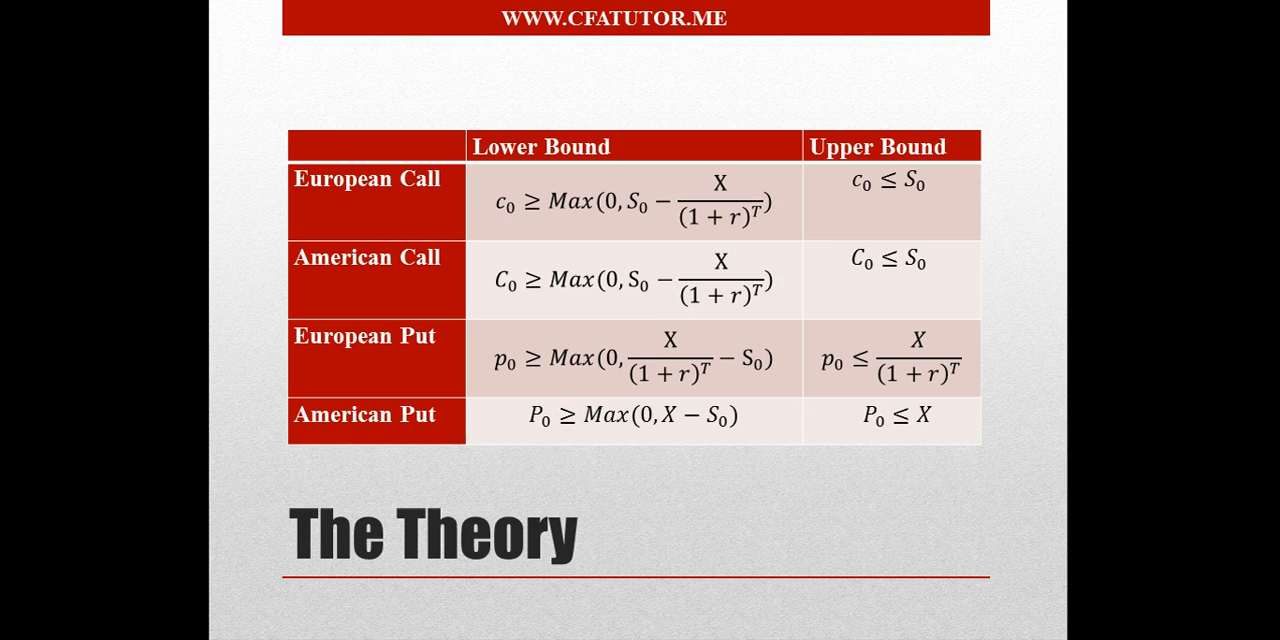 WWW.CFATUTOR.ME
Lower Bound Upper Bound
European Call c₀ ≥ Max(0, S₀ − X/(1 + r)ᵀ) c₀ ≤ S₀
American Call C₀ ≥ Max(0, S₀ − X/(1 + r)ᵀ) C₀ ≤ S₀
European Put p₀ ≥ Max(0, X/(1 + r)ᵀ − S₀) p₀ ≤ X/(1 + r)ᵀ
American Put P₀ ≥ Max(0, X − S₀) P₀ ≤ X
The Theory